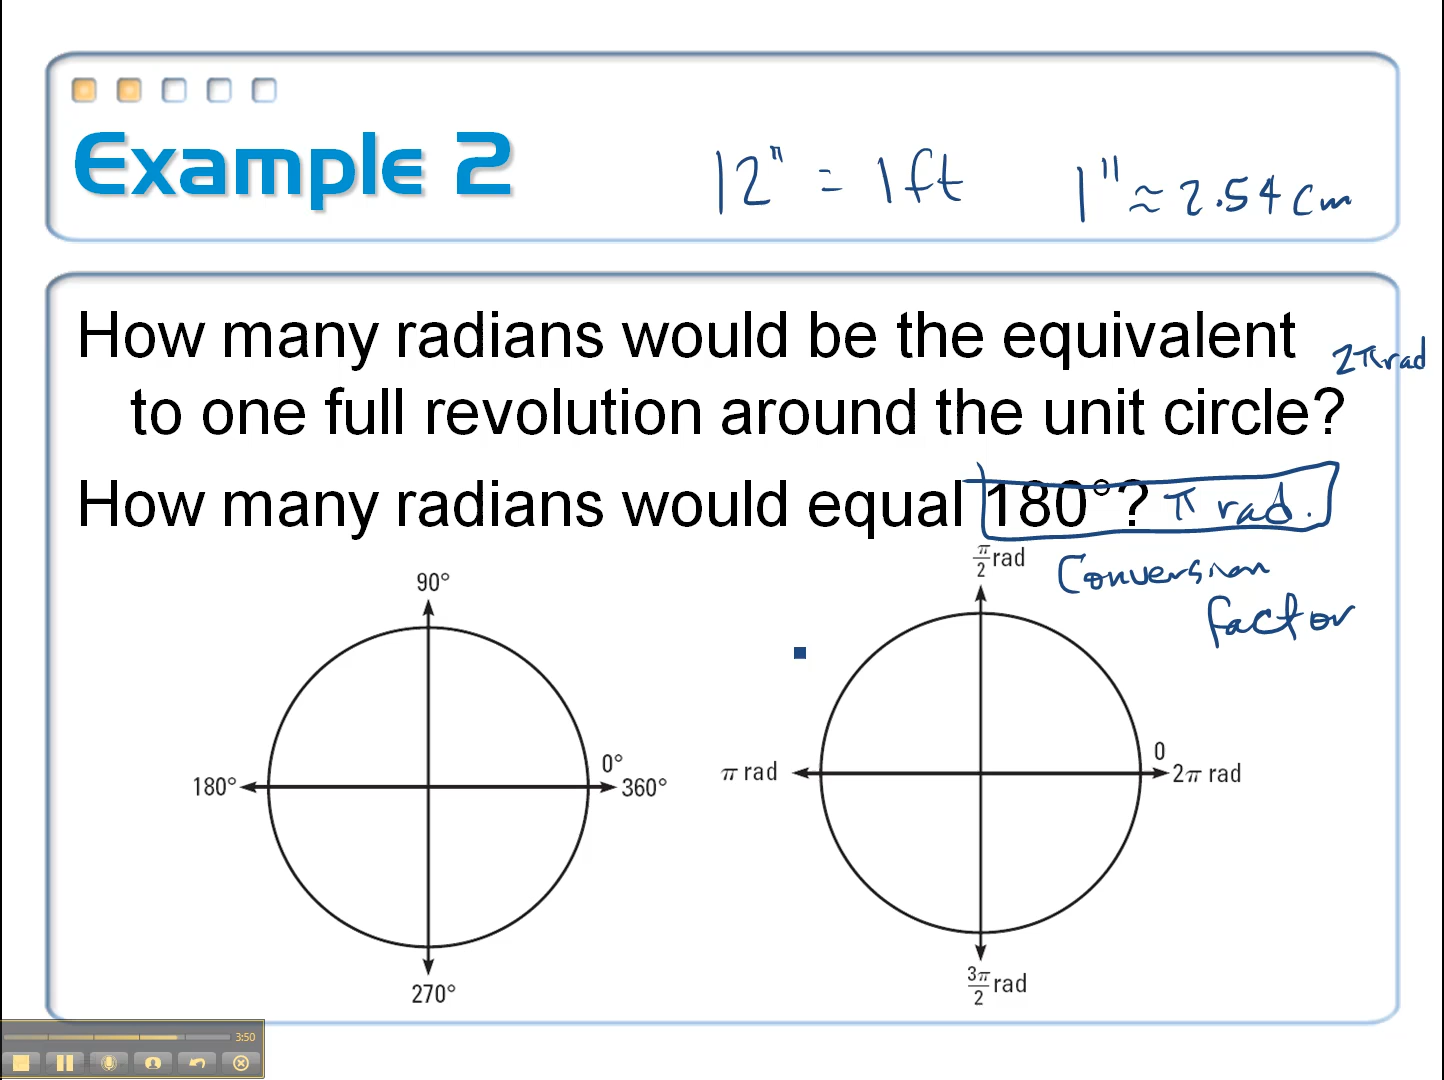 Example 2
12" = 1ft
1" ≈ 2.54 cm
How many radians would be the equivalent
2π rad
to one full revolution around the unit circle?
How many radians would equal 180°? π rad.
Conversion
factor
90°
180°
0°
360°
270°
π/2 rad
π rad
0
2π rad
3π/2 rad
3:50